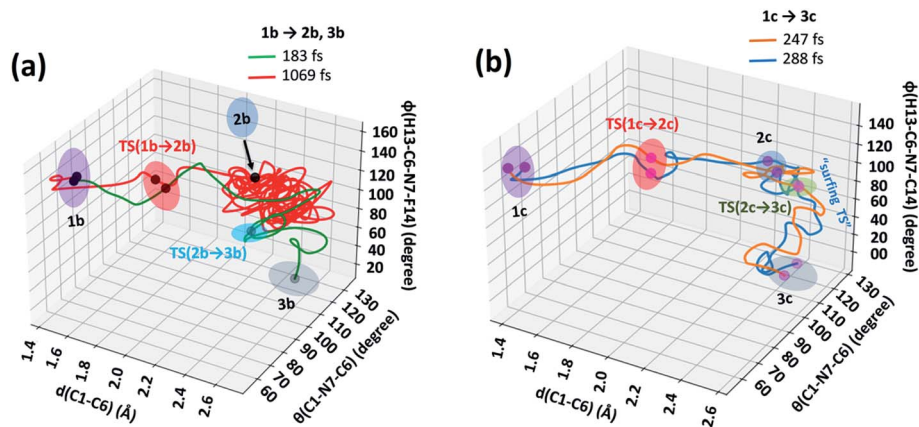 (a)
1b → 2b, 3b
183 fs
1069 fs
2b
TS(1b→2b)
1b
TS(2b→3b)
3b
ϕ(H13-C6-N7-F14) (degree)
160
140
120
100
80
60
40
20
130
120
110
100
90
80
70
60
θ(C1-N7-C6) (degree)
1.4
1.6
1.8
2.0
2.2
2.4
2.6
d(C1-C6) (Å)
(b)
1c → 3c
247 fs
288 fs
TS(1c→2c)
2c
1c
TS(2c→3c)
"surfing TS"
3c
ϕ(H13-C6-N7-C14) (degree)
140
120
100
80
60
40
20
00
130
120
110
100
90
80
70
60
θ(C1-N7-C6) (degree)
1.4
1.6
1.8
2.0
2.2
2.4
2.6
d(C1-C6) (Å)